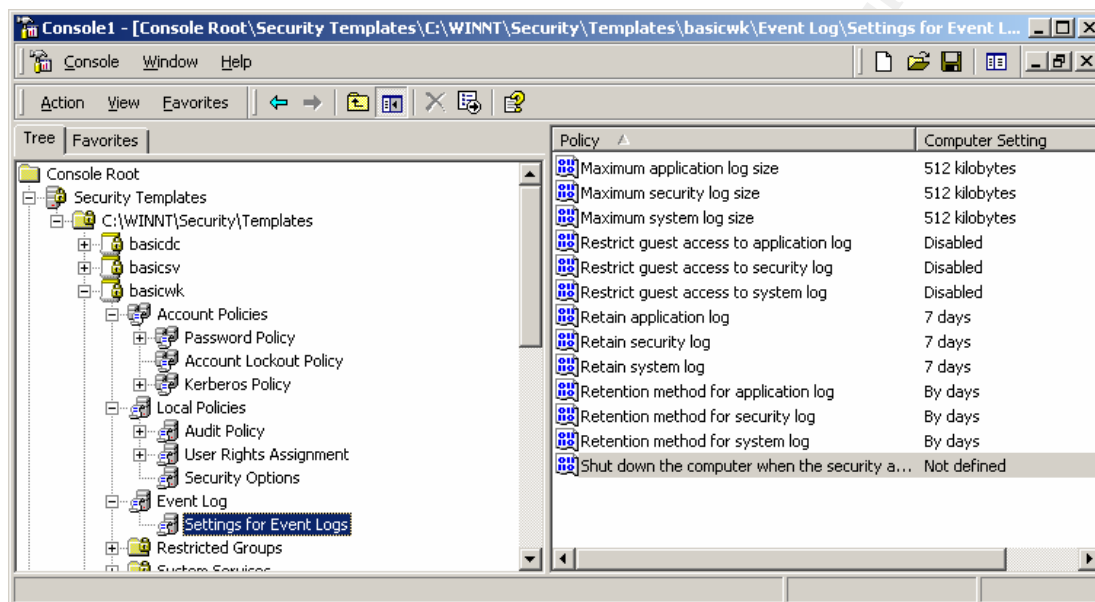 Console1 - [Console Root\Security Templates\C:\WINNT\Security\Templates\basicwk\Event Log\Settings for Event L...
Console Window Help
Action View Favorites
Tree Favorites
Console Root
Security Templates
C:\WINNT\Security\Templates
basicdc
basicsv
basicwk
Account Policies
Password Policy
Account Lockout Policy
Kerberos Policy
Local Policies
Audit Policy
User Rights Assignment
Security Options
Event Log
Settings for Event Logs
Restricted Groups
System Services
Policy Computer Setting
Maximum application log size 512 kilobytes
Maximum security log size 512 kilobytes
Maximum system log size 512 kilobytes
Restrict guest access to application log Disabled
Restrict guest access to security log Disabled
Restrict guest access to system log Disabled
Retain application log 7 days
Retain security log 7 days
Retain system log 7 days
Retention method for application log By days
Retention method for security log By days
Retention method for system log By days
Shut down the computer when the security a... Not defined